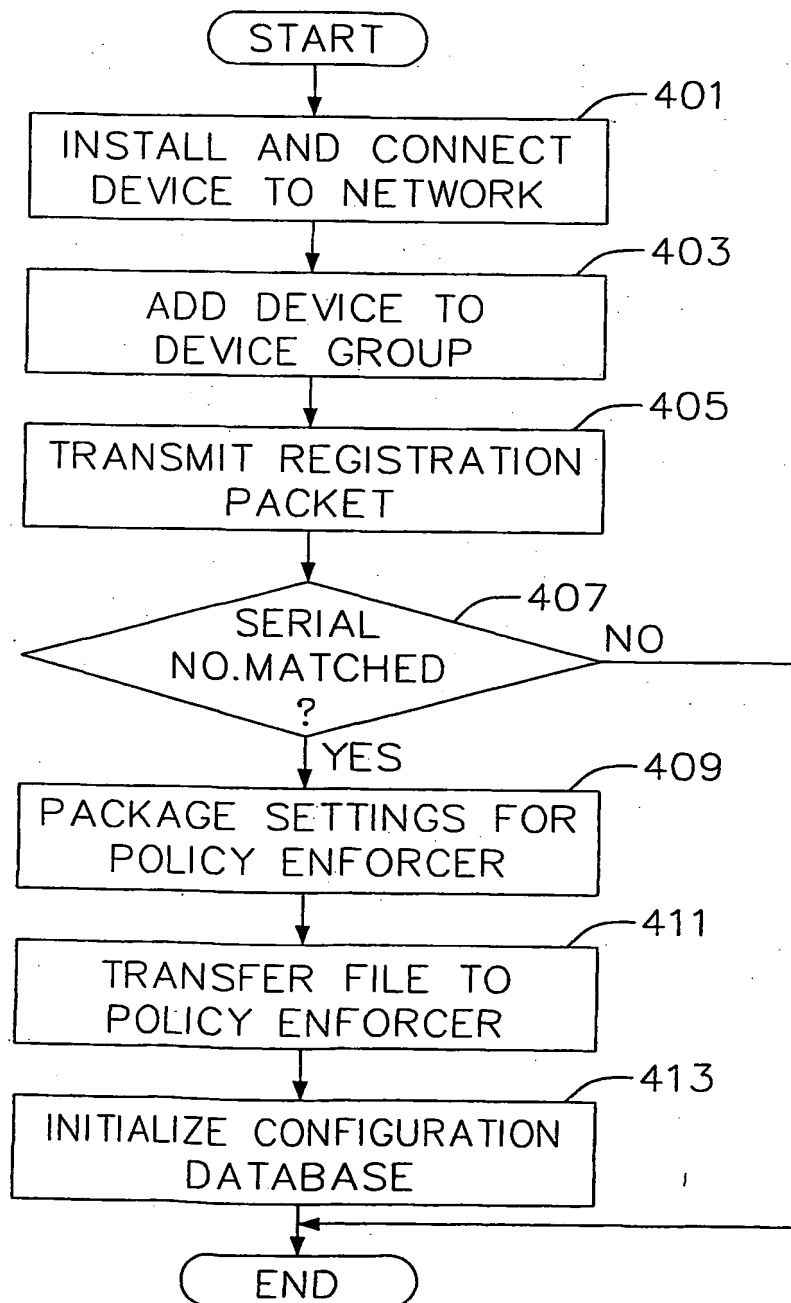 START
401
INSTALL AND CONNECT
DEVICE TO NETWORK
403
ADD DEVICE TO
DEVICE GROUP
405
TRANSMIT REGISTRATION
PACKET
407
SERIAL
NO.MATCHED
?
NO
YES
409
PACKAGE SETTINGS FOR
POLICY ENFORCER
411
TRANSFER FILE TO
POLICY ENFORCER
413
INITIALIZE CONFIGURATION
DATABASE
END